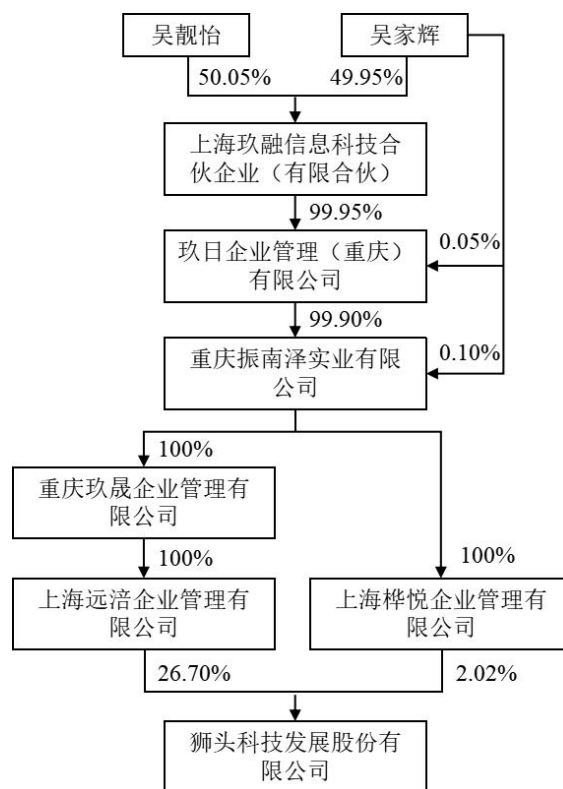 吴靓怡
吴家辉
50.05%
49.95%
上海玖融信息科技合
伙企业（有限合伙）
99.95%
0.05%
玖日企业管理（重庆）
有限公司
99.90%
0.10%
重庆振南泽实业有限
公司
100%
重庆玖晟企业管理有
限公司
100%
100%
上海远涪企业管理有
限公司
上海桦悦企业管理有
限公司
26.70%
2.02%
狮头科技发展股份有
限公司